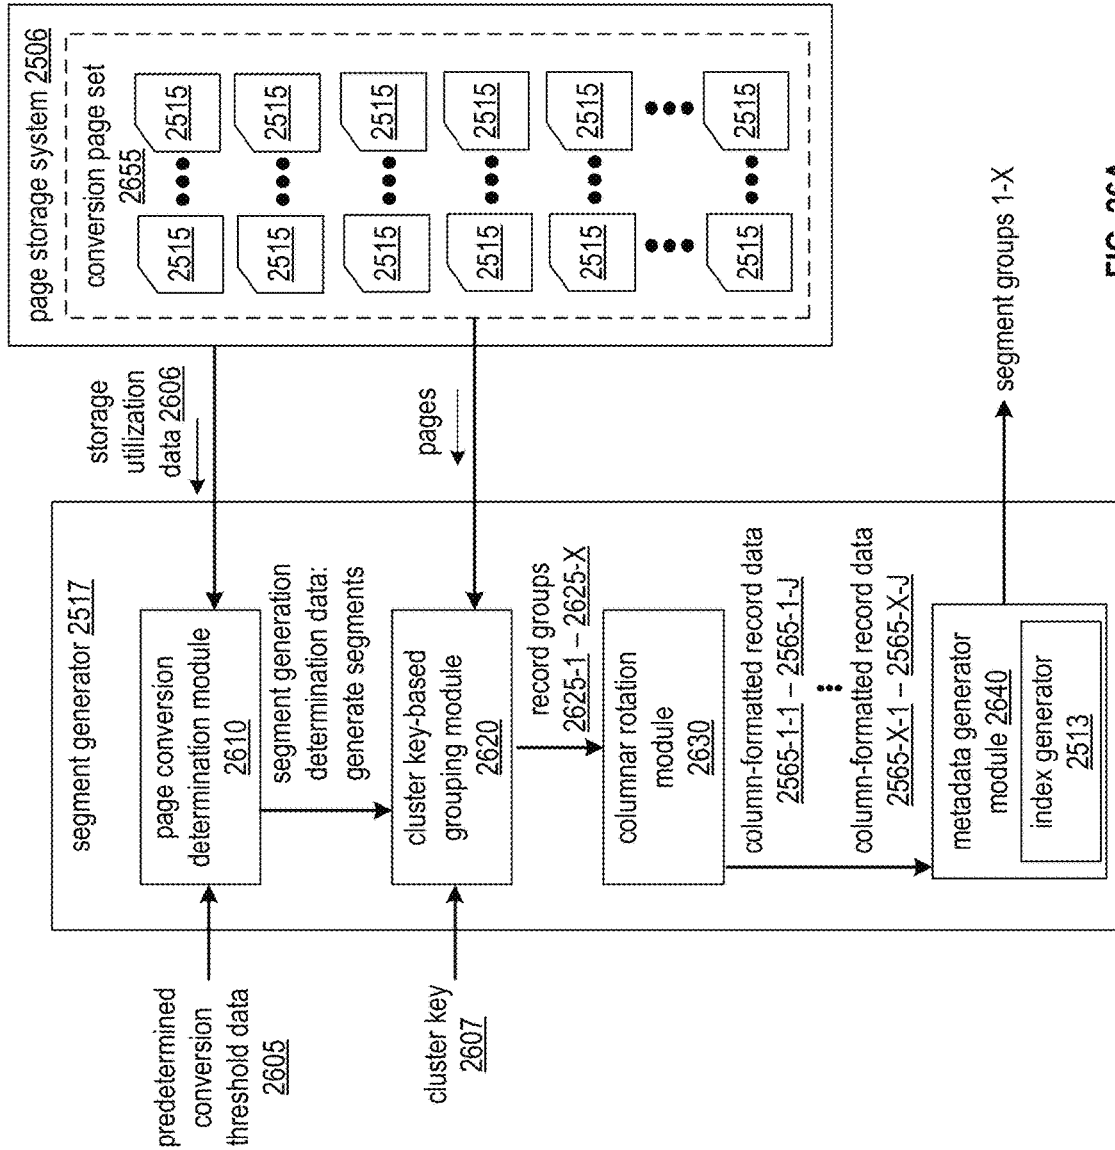 page storage system 2506
conversion page set
2655
2515
2515
2515
2515
2515
2515
2515
2515
2515
2515
2515
2515
storage
utilization
data 2606
pages
segment generator 2517
predetermined
conversion
threshold data
2605
page conversion
determination module
2610
segment generation
determination data:
generate segments
cluster key
2607
cluster key-based
grouping module
2620
record groups
2625-1 – 2625-X
columnar rotation
module
2630
column-formatted record data
2565-1-1 – 2565-1-J
column-formatted record data
2565-X-1 – 2565-X-J
metadata generator
module 2640
index generator
2513
segment groups 1-X
FIG. 26A